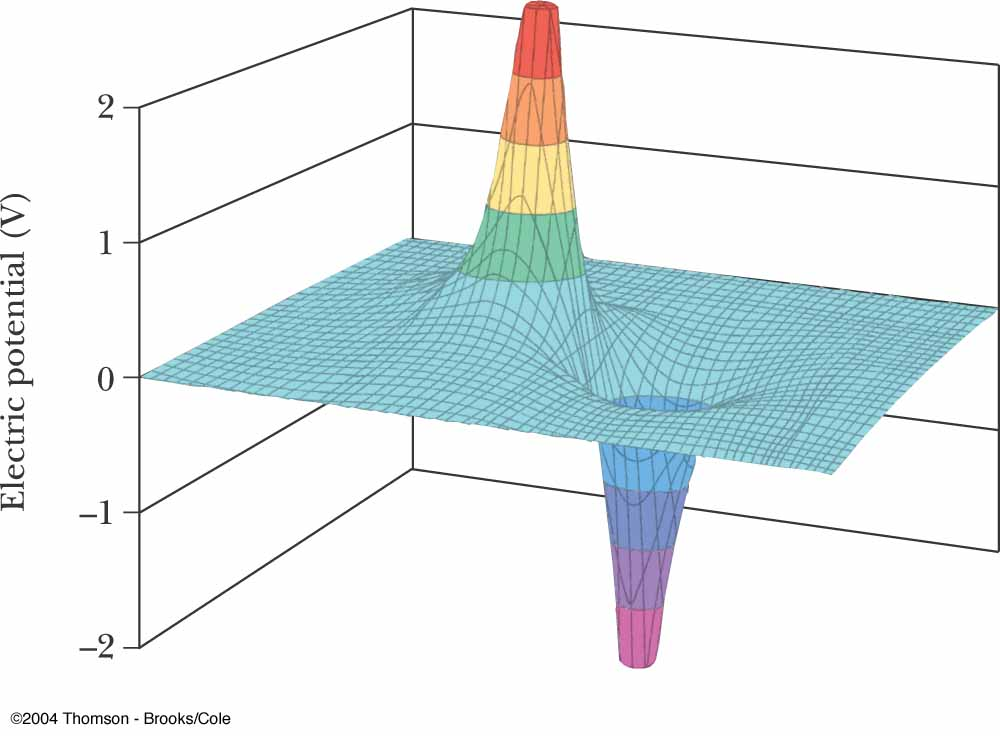 Electric potential (V)
2
1
0
–1
–2
©2004 Thomson - Brooks/Cole